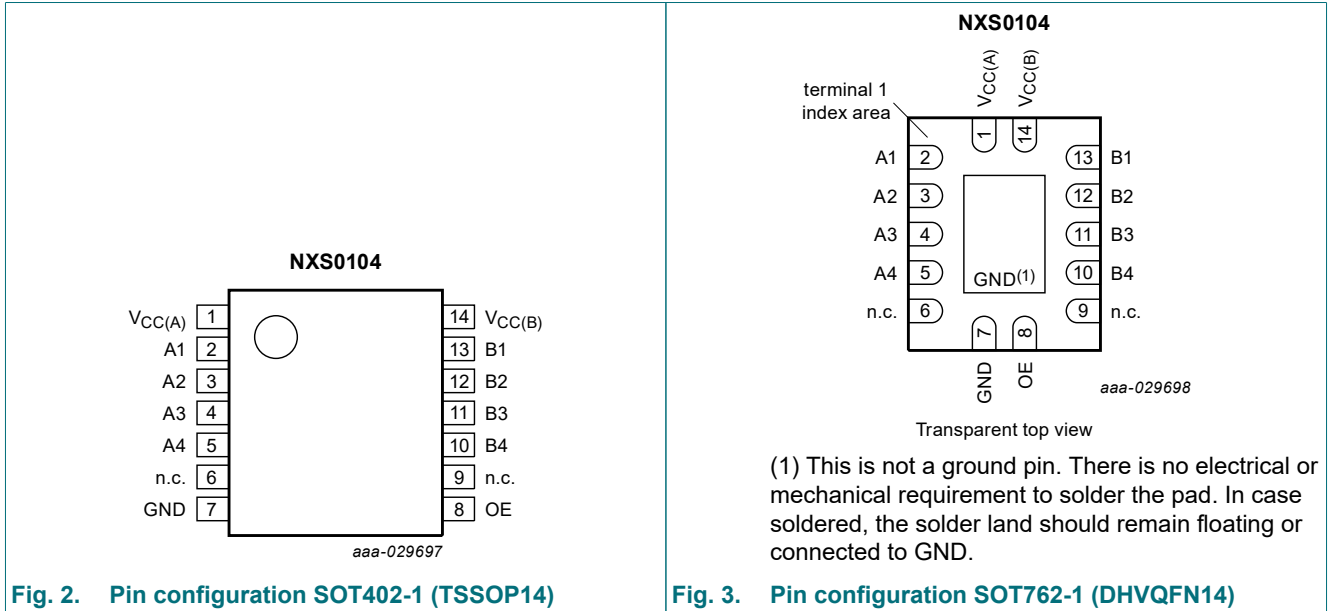 NXS0104
VCC(A) 1
A1 2
A2 3
A3 4
A4 5
n.c. 6
GND 7
14 VCC(B)
13 B1
12 B2
11 B3
10 B4
9 n.c.
8 OE
aaa-029697
Fig. 2. Pin configuration SOT402-1 (TSSOP14)
NXS0104
terminal 1
index area
VCC(A)
VCC(B)
1
14
A1 2
A2 3
A3 4
A4 5
n.c. 6
13 B1
12 B2
11 B3
10 B4
9 n.c.
GND(1)
7
8
GND
OE
aaa-029698
Transparent top view
(1) This is not a ground pin. There is no electrical or
mechanical requirement to solder the pad. In case
soldered, the solder land should remain floating or
connected to GND.
Fig. 3. Pin configuration SOT762-1 (DHVQFN14)